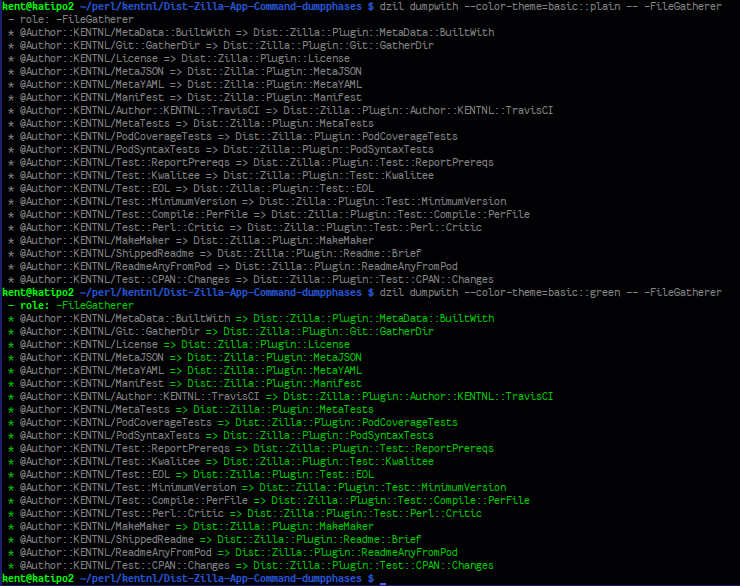 kent@katipo2 ~/perl/kentnl/Dist-Zilla-App-Command-dumpphases $ dzil dumpwith --color-theme=basic::plain -- -FileGatherer
- role: -FileGatherer
* @Author::KENTNL/MetaData::BuiltWith => Dist::Zilla::Plugin::MetaData::BuiltWith
* @Author::KENTNL/Git::GatherDir => Dist::Zilla::Plugin::Git::GatherDir
* @Author::KENTNL/License => Dist::Zilla::Plugin::License
* @Author::KENTNL/MetaJSON => Dist::Zilla::Plugin::MetaJSON
* @Author::KENTNL/MetaYAML => Dist::Zilla::Plugin::MetaYAML
* @Author::KENTNL/Manifest => Dist::Zilla::Plugin::Manifest
* @Author::KENTNL/Author::KENTNL::TravisCI => Dist::Zilla::Plugin::Author::KENTNL::TravisCI
* @Author::KENTNL/MetaTests => Dist::Zilla::Plugin::MetaTests
* @Author::KENTNL/PodCoverageTests => Dist::Zilla::Plugin::PodCoverageTests
* @Author::KENTNL/PodSyntaxTests => Dist::Zilla::Plugin::PodSyntaxTests
* @Author::KENTNL/Test::ReportPrereqs => Dist::Zilla::Plugin::Test::ReportPrereqs
* @Author::KENTNL/Test::Kwalitee => Dist::Zilla::Plugin::Test::Kwalitee
* @Author::KENTNL/Test::EOL => Dist::Zilla::Plugin::Test::EOL
* @Author::KENTNL/Test::MinimumVersion => Dist::Zilla::Plugin::Test::MinimumVersion
* @Author::KENTNL/Test::Compile::PerFile => Dist::Zilla::Plugin::Test::Compile::PerFile
* @Author::KENTNL/Test::Perl::Critic => Dist::Zilla::Plugin::Test::Perl::Critic
* @Author::KENTNL/MakeMaker => Dist::Zilla::Plugin::MakeMaker
* @Author::KENTNL/ShippedReadme => Dist::Zilla::Plugin::Readme::Brief
* @Author::KENTNL/ReadmeAnyFromPod => Dist::Zilla::Plugin::ReadmeAnyFromPod
* @Author::KENTNL/Test::CPAN::Changes => Dist::Zilla::Plugin::Test::CPAN::Changes
kent@katipo2 ~/perl/kentnl/Dist-Zilla-App-Command-dumpphases $ dzil dumpwith --color-theme=basic::green -- -FileGatherer
- role: -FileGatherer
* @Author::KENTNL/MetaData::BuiltWith => Dist::Zilla::Plugin::MetaData::BuiltWith
* @Author::KENTNL/Git::GatherDir => Dist::Zilla::Plugin::Git::GatherDir
* @Author::KENTNL/License => Dist::Zilla::Plugin::License
* @Author::KENTNL/MetaJSON => Dist::Zilla::Plugin::MetaJSON
* @Author::KENTNL/MetaYAML => Dist::Zilla::Plugin::MetaYAML
* @Author::KENTNL/Manifest => Dist::Zilla::Plugin::Manifest
* @Author::KENTNL/Author::KENTNL::TravisCI => Dist::Zilla::Plugin::Author::KENTNL::TravisCI
* @Author::KENTNL/MetaTests => Dist::Zilla::Plugin::MetaTests
* @Author::KENTNL/PodCoverageTests => Dist::Zilla::Plugin::PodCoverageTests
* @Author::KENTNL/PodSyntaxTests => Dist::Zilla::Plugin::PodSyntaxTests
* @Author::KENTNL/Test::ReportPrereqs => Dist::Zilla::Plugin::Test::ReportPrereqs
* @Author::KENTNL/Test::Kwalitee => Dist::Zilla::Plugin::Test::Kwalitee
* @Author::KENTNL/Test::EOL => Dist::Zilla::Plugin::Test::EOL
* @Author::KENTNL/Test::MinimumVersion => Dist::Zilla::Plugin::Test::MinimumVersion
* @Author::KENTNL/Test::Compile::PerFile => Dist::Zilla::Plugin::Test::Compile::PerFile
* @Author::KENTNL/Test::Perl::Critic => Dist::Zilla::Plugin::Test::Perl::Critic
* @Author::KENTNL/MakeMaker => Dist::Zilla::Plugin::MakeMaker
* @Author::KENTNL/ShippedReadme => Dist::Zilla::Plugin::Readme::Brief
* @Author::KENTNL/ReadmeAnyFromPod => Dist::Zilla::Plugin::ReadmeAnyFromPod
* @Author::KENTNL/Test::CPAN::Changes => Dist::Zilla::Plugin::Test::CPAN::Changes
kent@katipo2 ~/perl/kentnl/Dist-Zilla-App-Command-dumpphases $ _